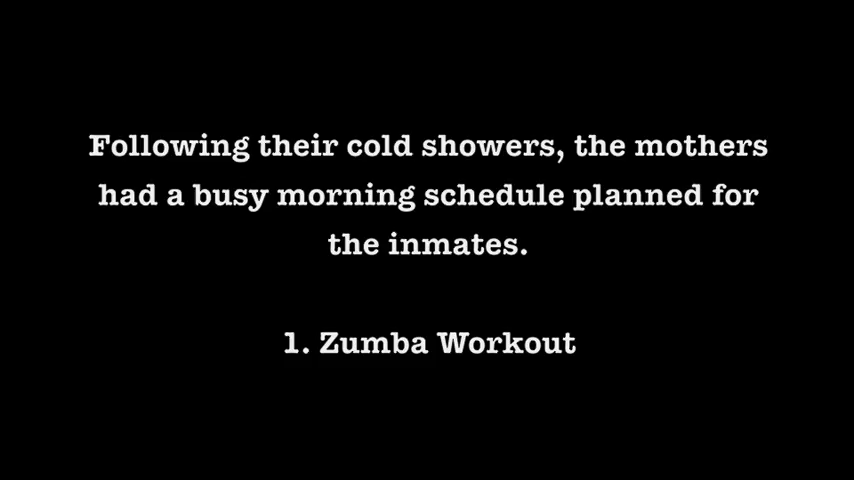 Following their cold showers, the mothers
had a busy morning schedule planned for
the inmates.
1. Zumba Workout